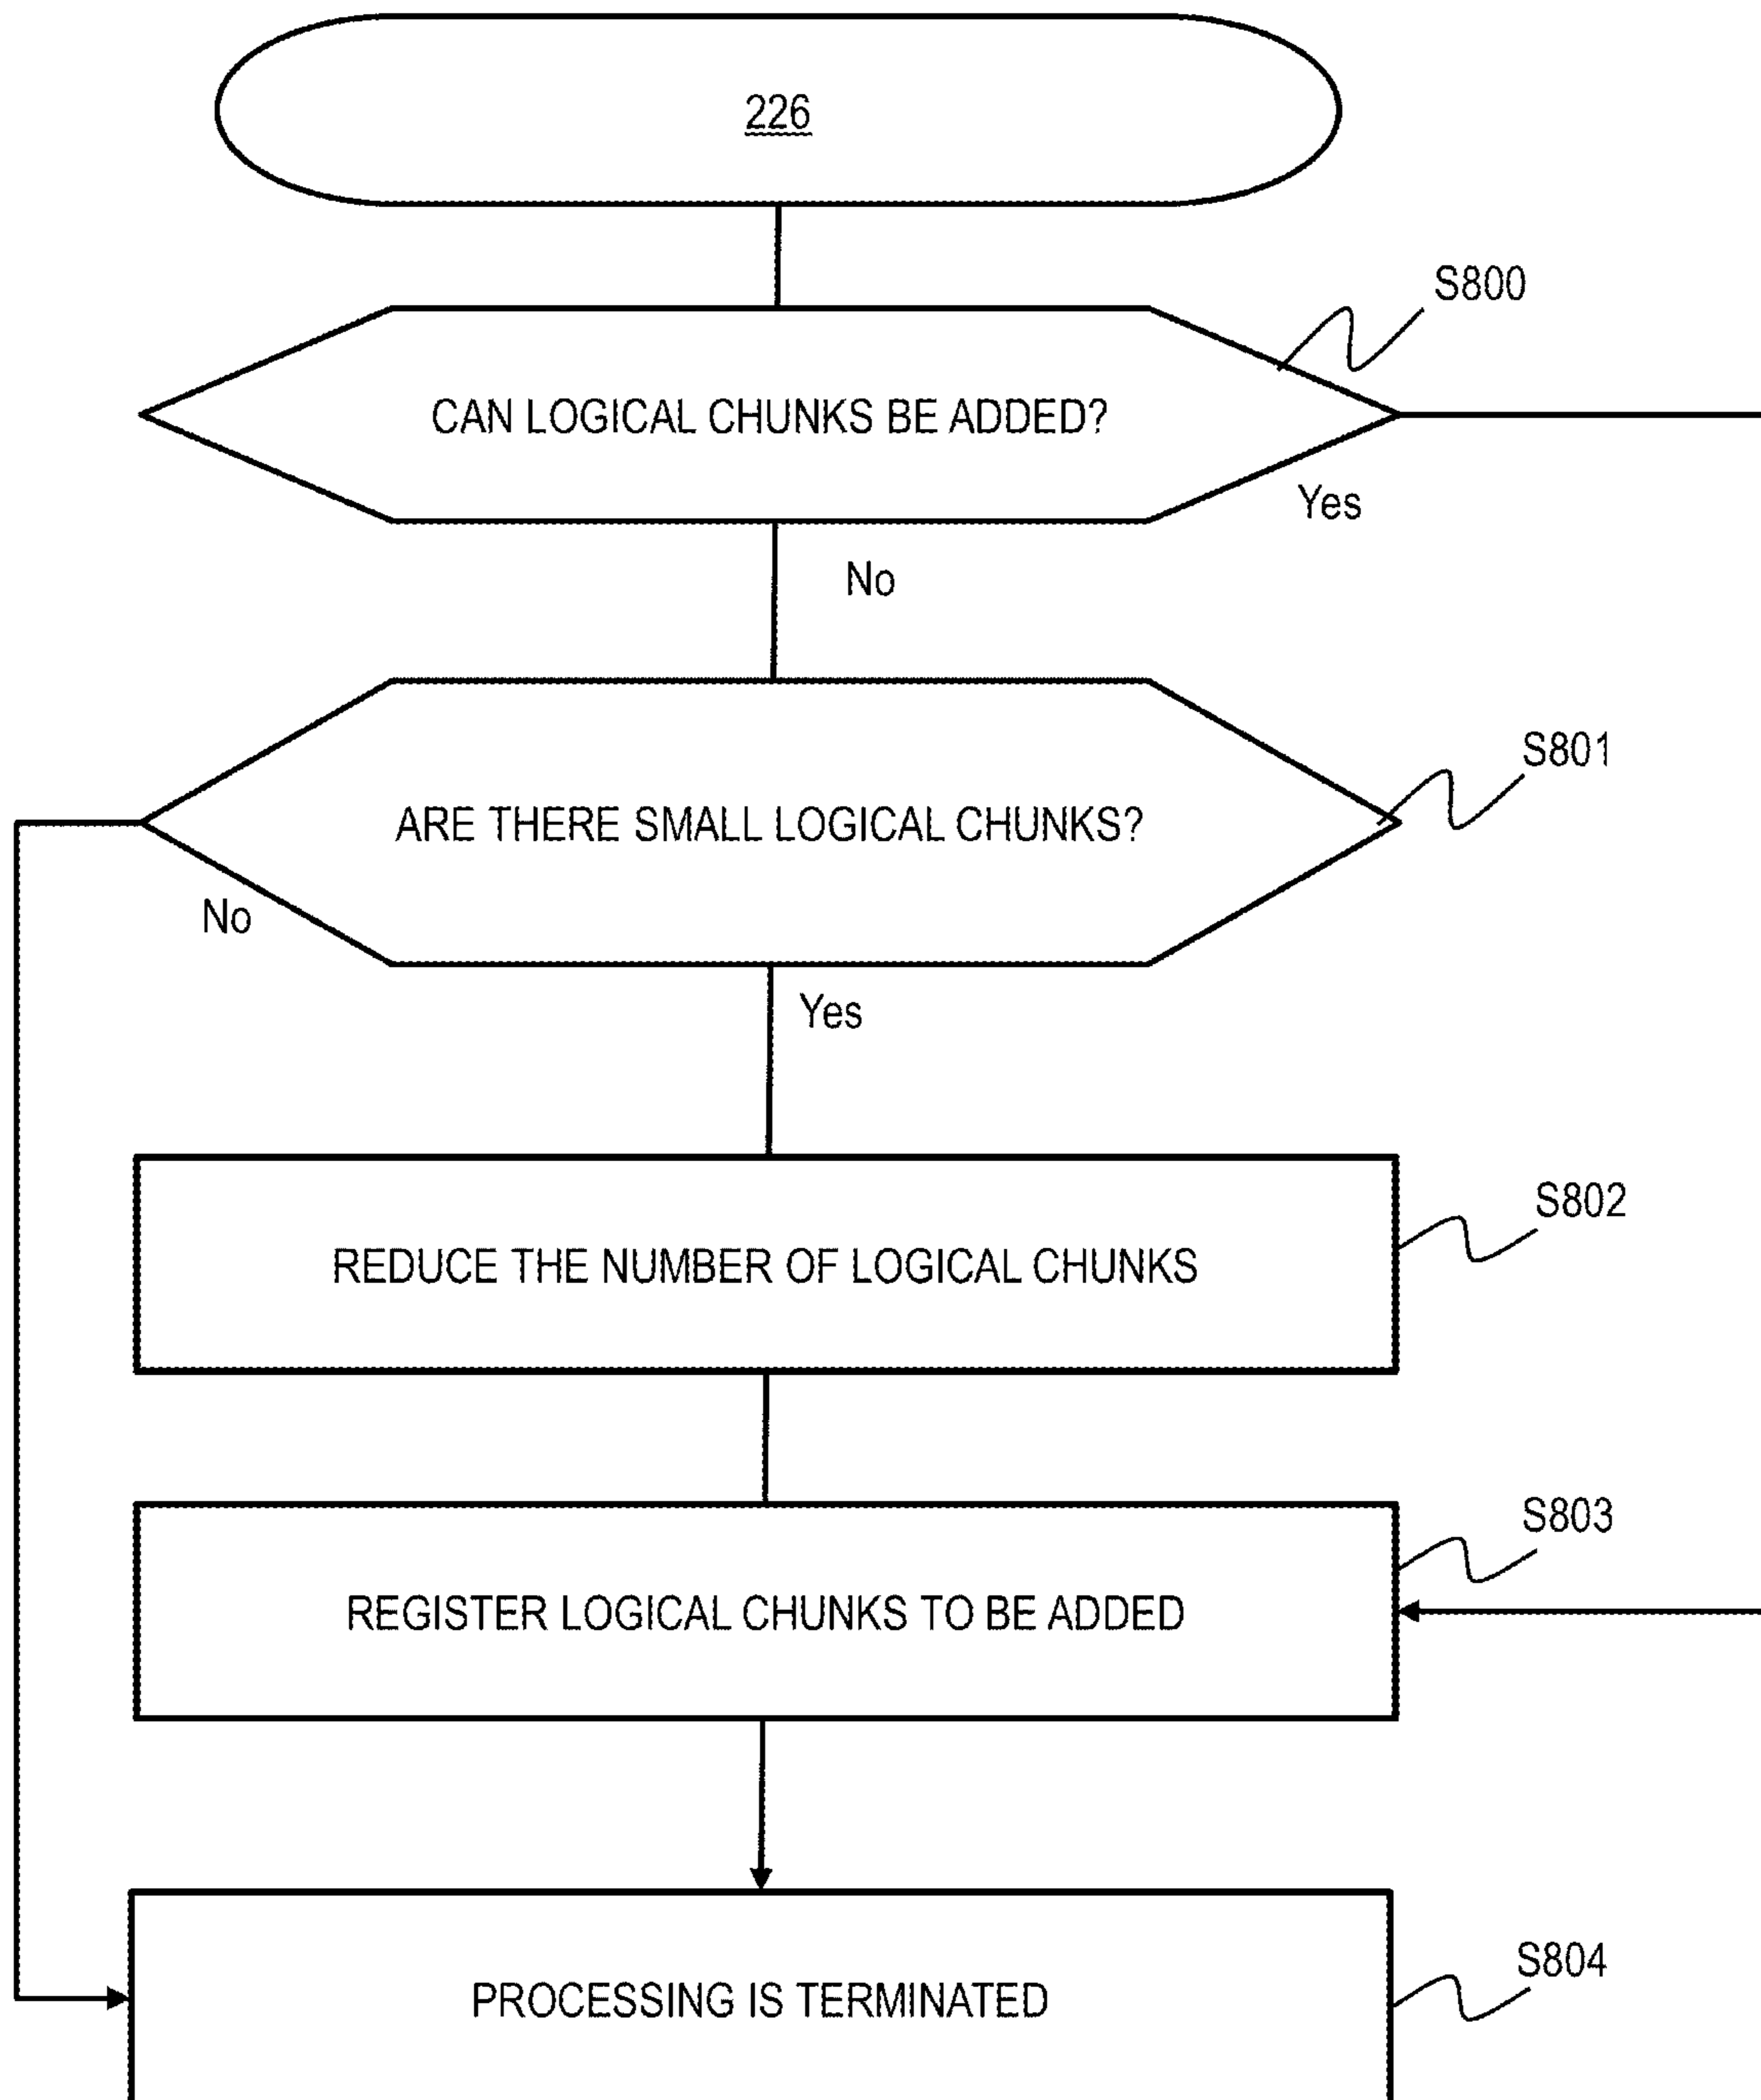 226
S800
CAN LOGICAL CHUNKS BE ADDED?
Yes
No
S801
ARE THERE SMALL LOGICAL CHUNKS?
No
Yes
S802
REDUCE THE NUMBER OF LOGICAL CHUNKS
S803
REGISTER LOGICAL CHUNKS TO BE ADDED
S804
PROCESSING IS TERMINATED